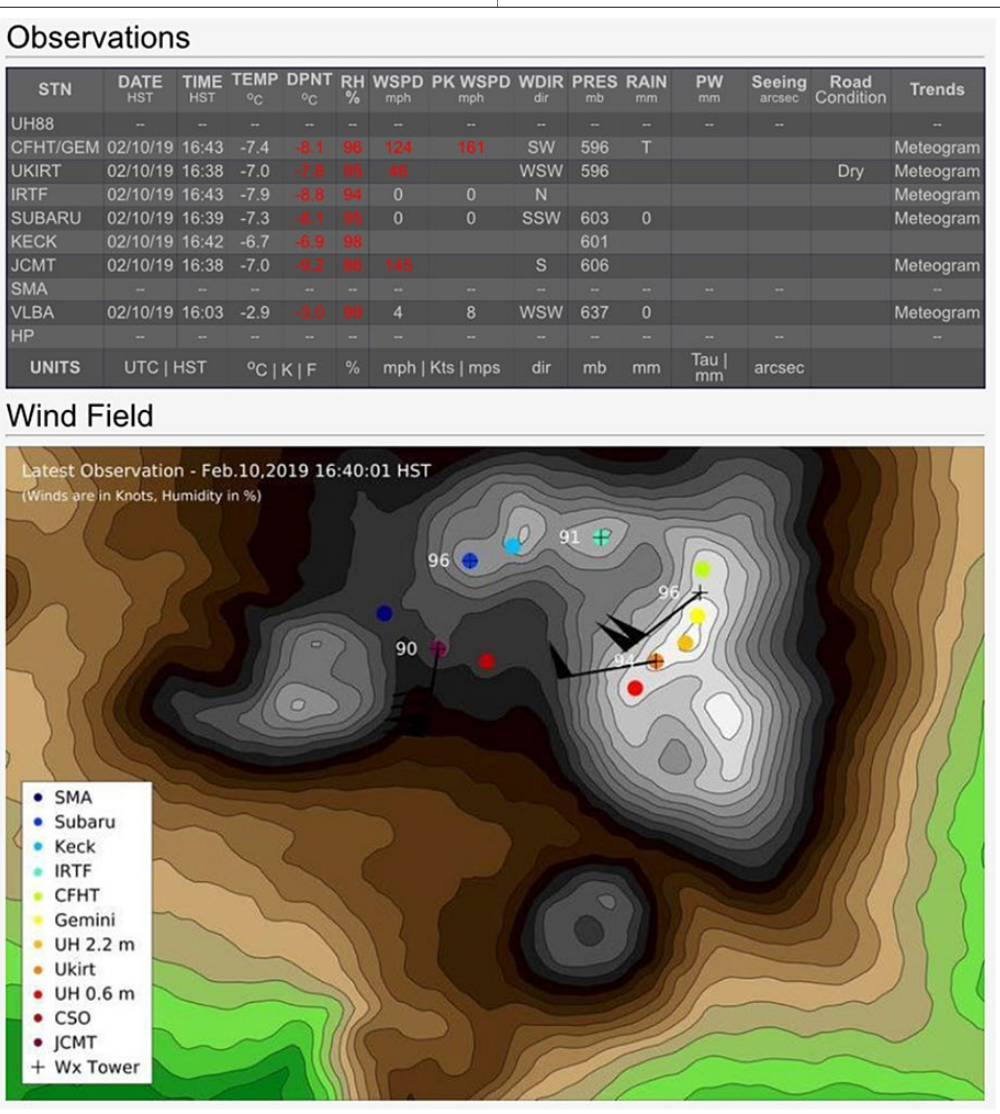 Observations
STN DATE HST TIME HST TEMP ºC DPNT ºC RH % WSPD mph PK WSPD mph WDIR dir PRES mb RAIN mm PW mm Seeing arcsec Road Condition Trends
UH88 -- -- -- -- -- -- -- -- -- -- -- -- --
CFHT/GEM 02/10/19 16:43 -7.4 -8.1 96 124 161 SW 596 T Meteogram
UKIRT 02/10/19 16:38 -7.0 WSW 596 Dry Meteogram
IRTF 02/10/19 16:43 -7.9 -8.8 94 0 0 N Meteogram
SUBARU 02/10/19 16:39 -7.3 -8.1 0 0 SSW 603 0 Meteogram
KECK 02/10/19 16:42 -6.7 -6.9 98 601
JCMT 02/10/19 16:38 -7.0 -9.2 145 S 606 Meteogram
SMA -- -- -- -- -- -- -- -- -- -- -- -- --
VLBA 02/10/19 16:03 -2.9 -3.0 99 4 8 WSW 637 0 Meteogram
HP -- -- -- -- -- -- -- -- -- -- --
UNITS UTC | HST ºC | K | F % mph | Kts | mps dir mb mm Tau | mm arcsec
Wind Field
Latest Observation - Feb.10,2019 16:40:01 HST
(Winds are in Knots, Humidity in %)
91
96
96
90
94
SMA
Subaru
Keck
IRTF
CFHT
Gemini
UH 2.2 m
Ukirt
UH 0.6 m
CSO
JCMT
Wx Tower